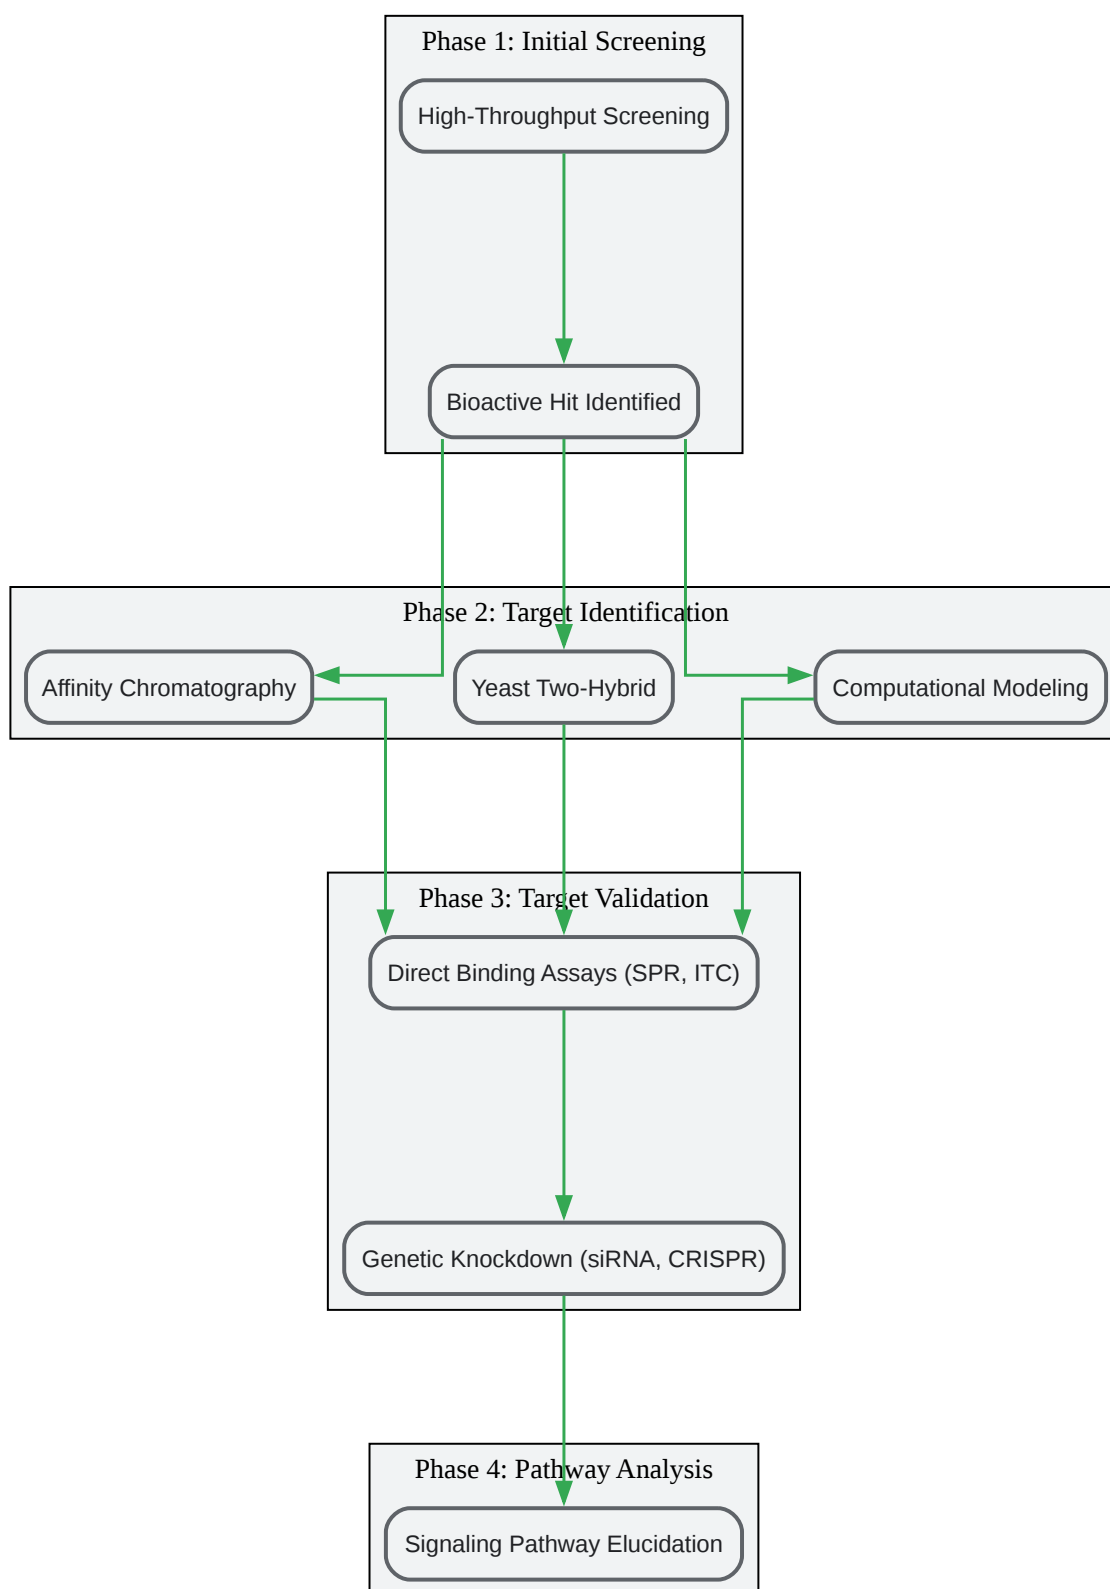 Phase 1: Initial Screening
High-Throughput Screening
Bioactive Hit Identified
Phase 2: Target Identification
Affinity Chromatography
Yeast Two-Hybrid
Computational Modeling
Phase 3: Target Validation
Direct Binding Assays (SPR, ITC)
Genetic Knockdown (siRNA, CRISPR)
Phase 4: Pathway Analysis
Signaling Pathway Elucidation